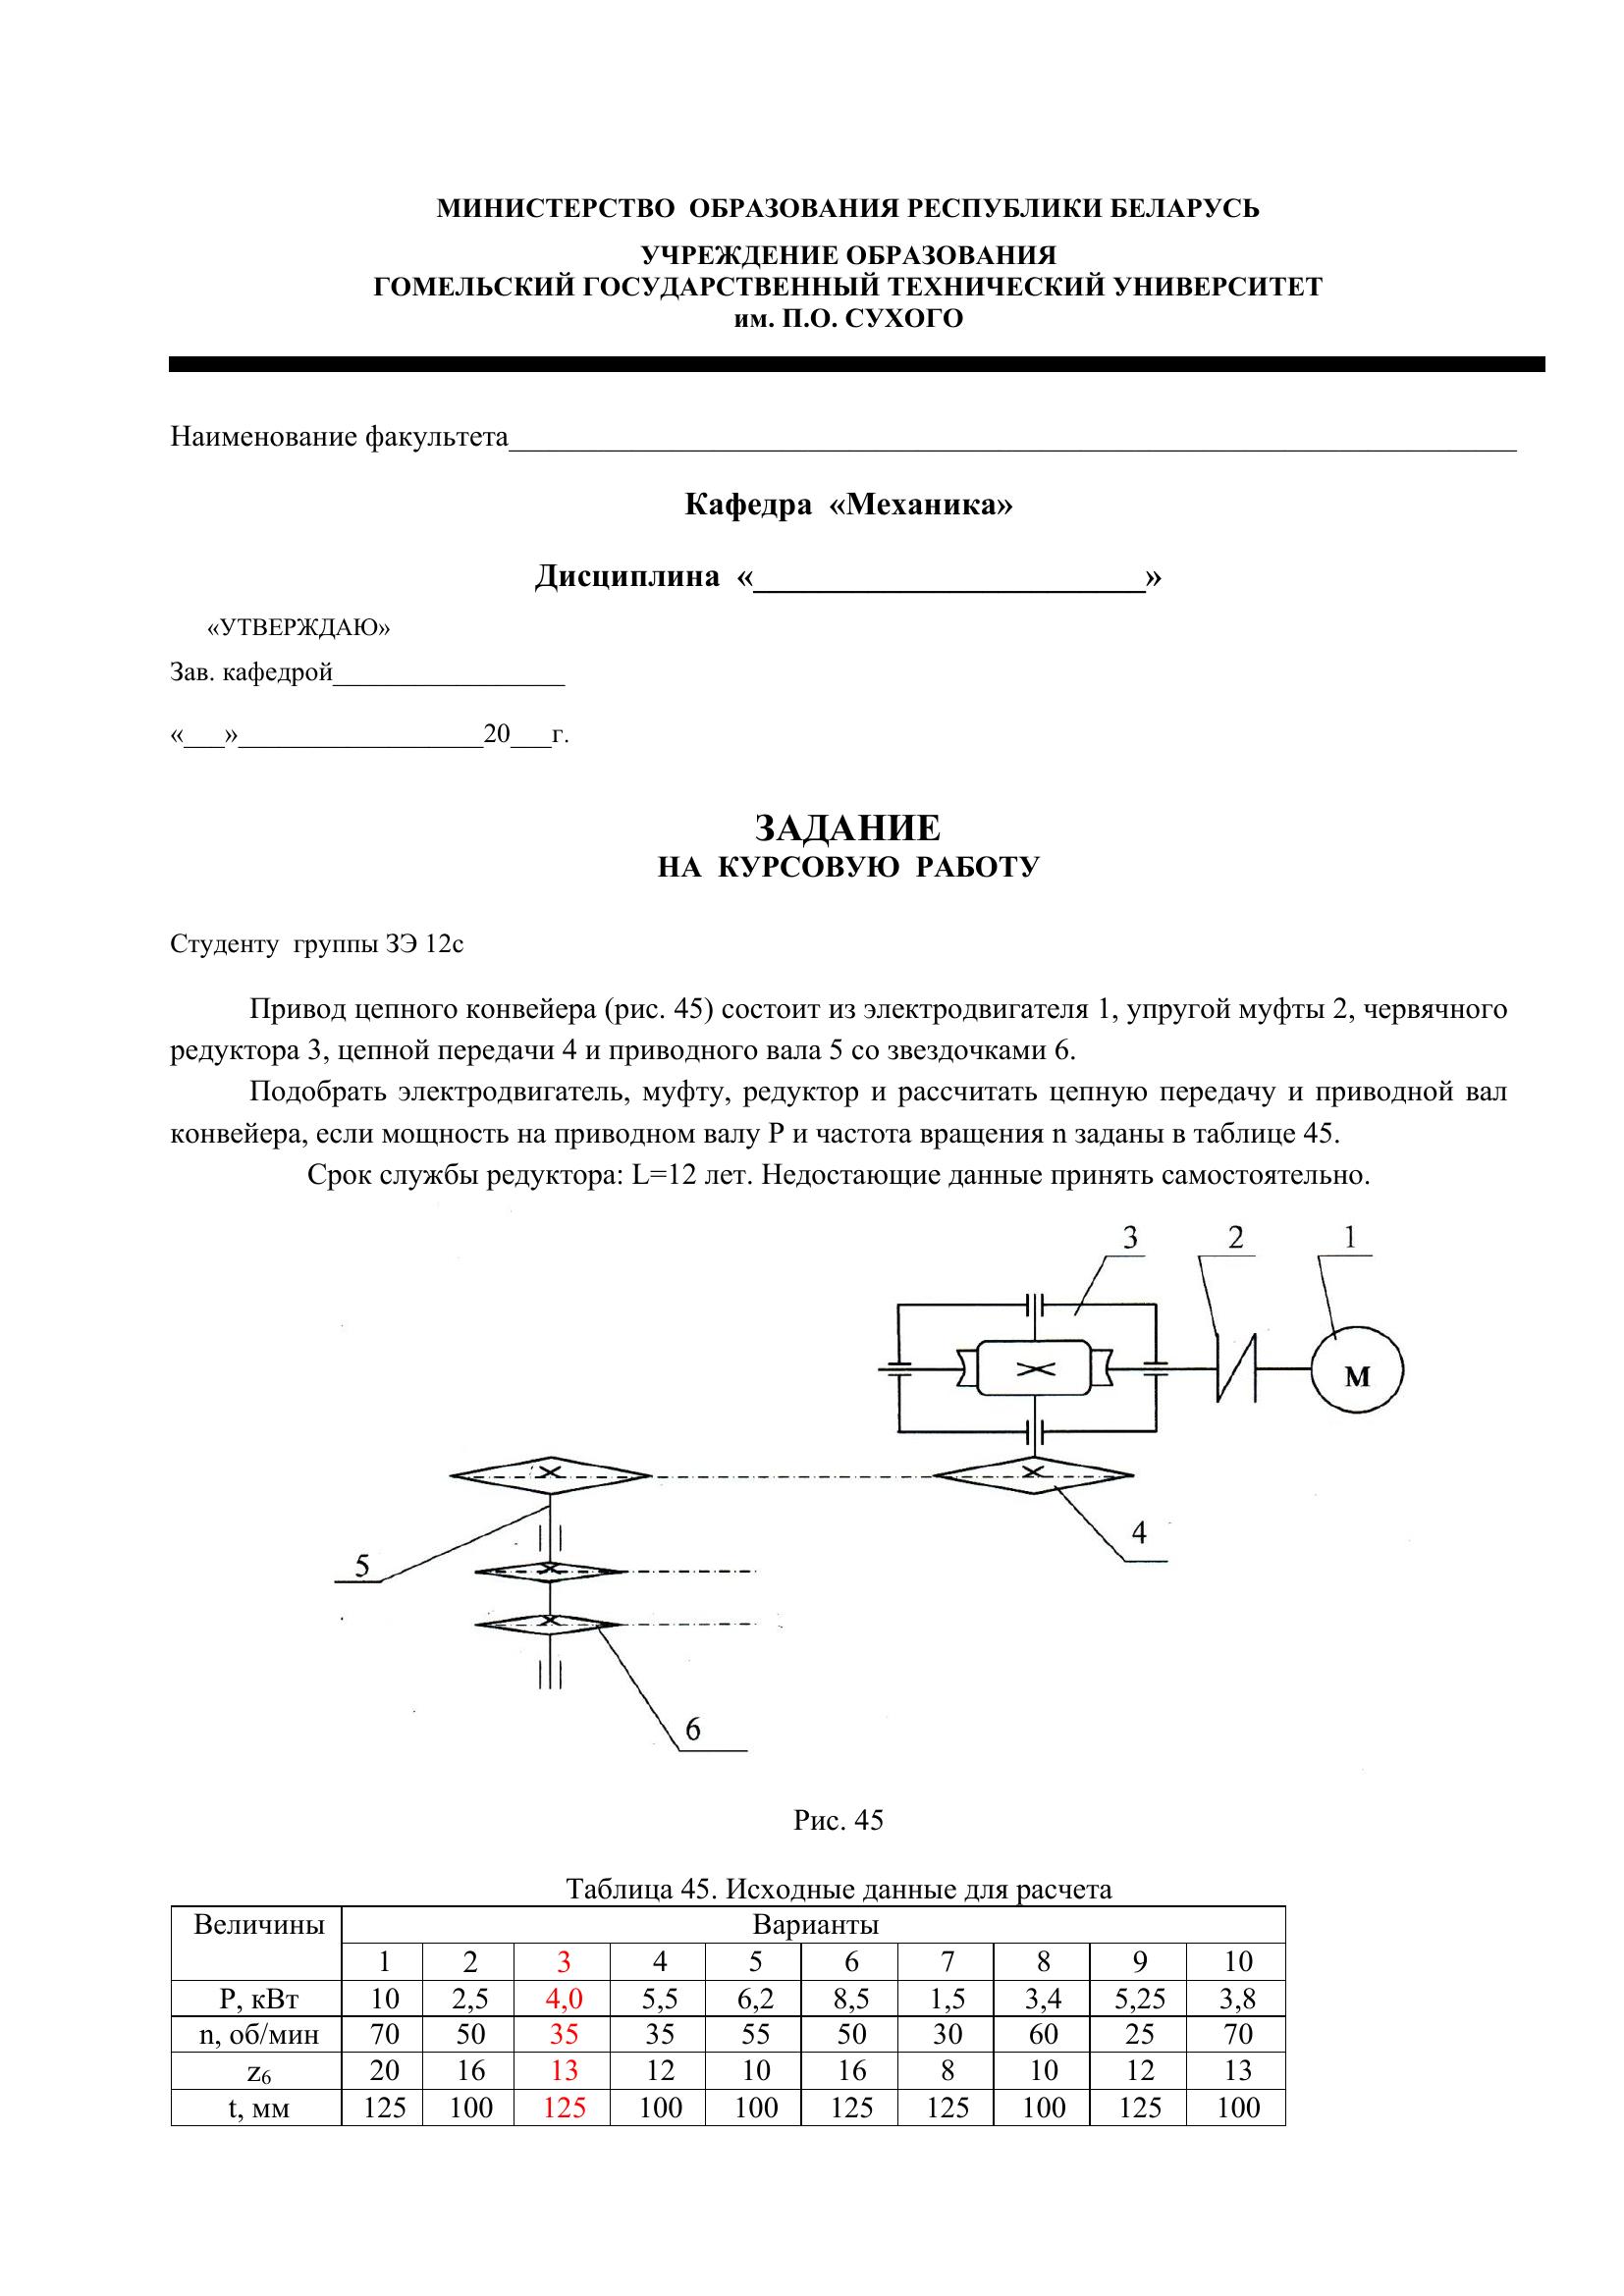 МИНИСТЕРСТВО ОБРАЗОВАНИЯ РЕСПУБЛИКИ БЕЛАРУСЬ
УЧРЕЖДЕНИЕ ОБРАЗОВАНИЯ
ГОМЕЛЬСКИЙ ГОСУДАРСТВЕННЫЙ ТЕХНИЧЕСКИЙ УНИВЕРСИТЕТ
им. П.О. СУХОГО
Наименование факультета____________________
Кафедра «Механика»
Дисциплина «____________________»
«УТВЕРЖДАЮ»
Зав. кафедрой_________________
«___»__________________20___г.
ЗАДАНИЕ
НА КУРСОВУЮ РАБОТУ
Студенту группы ЗЭ 12с
Привод цепного конвейера (рис. 45) состоит из электродвигателя 1, упругой муфты 2, червячного
редуктора 3, цепной передачи 4 и приводного вала 5 со звездочками 6.
Подобрать электродвигатель, муфту, редуктор и рассчитать цепную передачу и приводной вал
конвейера, если мощность на приводном валу P и частота вращения n заданы в таблице 45.
Срок службы редуктора: L=12 лет. Недостающие данные принять самостоятельно.
3 2 1
М
4
5
6
Рис. 45
Таблица 45. Исходные данные для расчета
Величины Варианты
1 2 3 4 5 6 7 8 9 10
P, кВт 10 2,5 4,0 5,5 6,2 8,5 1,5 3,4 5,25 3,8
n, об/мин 70 50 35 35 55 50 30 60 25 70
z6 20 16 13 12 10 16 8 10 12 13
t, мм 125 100 125 100 100 125 125 100 125 100